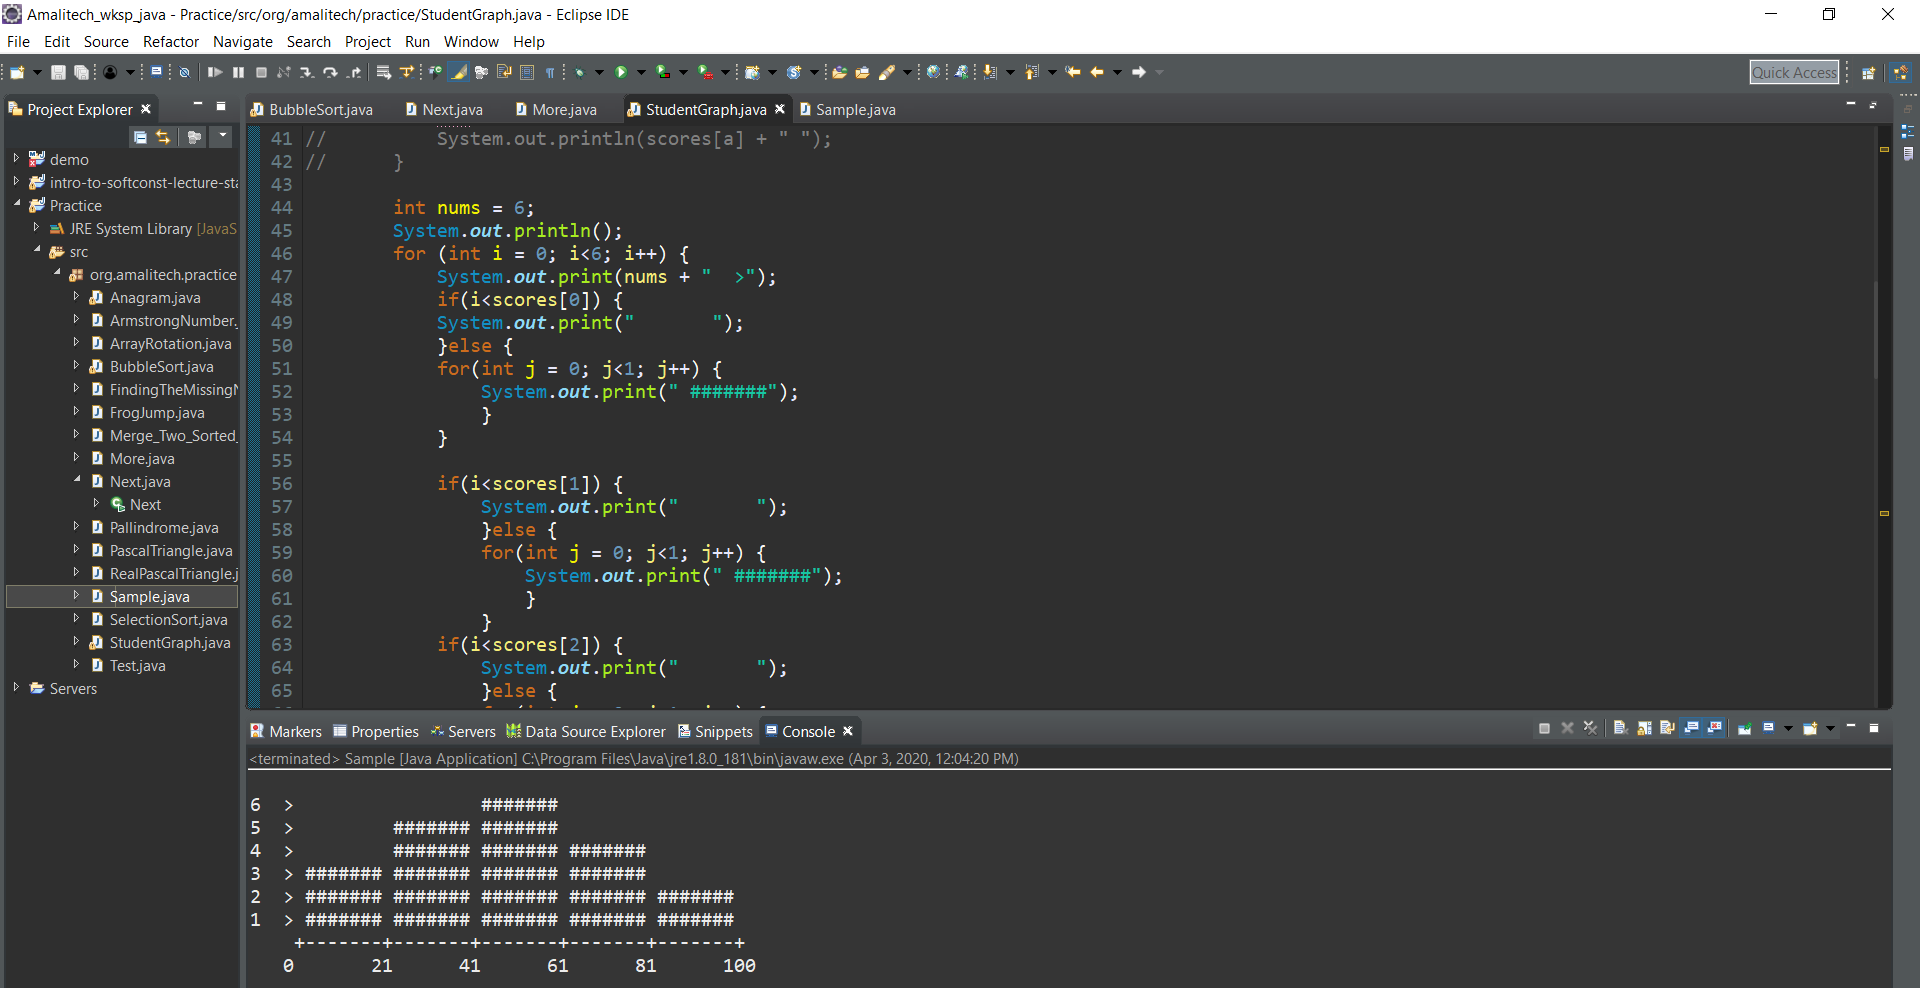 Amalitech_wksp_java - Practice/src/org/amalitech/practice/StudentGraph.java - Eclipse IDE
File Edit Source Refactor Navigate Search Project Run Window Help
Quick Access
Project Explorer
BubbleSort.java Next.java More.java StudentGraph.java Sample.java
demo
intro-to-softconst-lecture-sta
Practice
JRE System Library [JavaS
src
org.amalitech.practice
Anagram.java
ArmstrongNumber.
ArrayRotation.java
BubbleSort.java
FindingTheMissingN
FrogJump.java
Merge_Two_Sorted_
More.java
Next.java
Next
Pallindrome.java
PascalTriangle.java
RealPascalTriangle.j
Sample.java
SelectionSort.java
StudentGraph.java
Test.java
Servers
41 //          System.out.println(scores[a] + " ");
42 //      }
43
44         int nums = 6;
45         System.out.println();
46         for (int i = 0; i<6; i++) {
47             System.out.print(nums + "  >");
48             if(i<scores[0]) {
49             System.out.print("       ");
50             }else {
51             for(int j = 0; j<1; j++) {
52                 System.out.print(" #######");
53                 }
54             }
55
56             if(i<scores[1]) {
57                 System.out.print("       ");
58                 }else {
59                 for(int j = 0; j<1; j++) {
60                     System.out.print(" #######");
61                     }
62                 }
63             if(i<scores[2]) {
64                 System.out.print("       ");
65                 }else {
Markers Properties Servers Data Source Explorer Snippets Console
<terminated> Sample [Java Application] C:\Program Files\Java\jre1.8.0_181\bin\javaw.exe (Apr 3, 2020, 12:04:20 PM)
6  >                 #######
5  >         ####### #######
4  >         ####### ####### #######
3  > ####### ####### ####### #######
2  > ####### ####### ####### ####### #######
1  > ####### ####### ####### ####### #######
    +-------+-------+-------+-------+-------+
   0       21      41      61      81     100